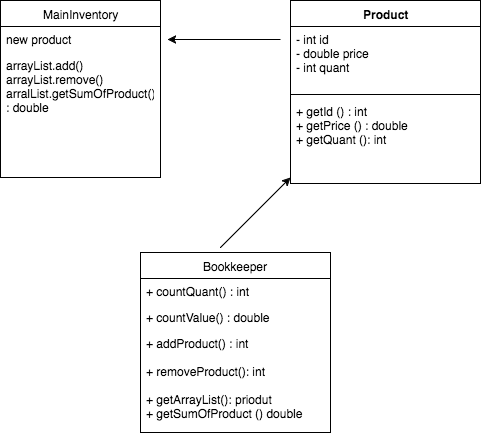 MainInventory
new product
arrayList.add()
arrayList.remove()
arralList.getSumOfProduct()
: double
Product
- int id
- double price
- int quant
+ getId () : int
+ getPrice () : double
+ getQuant (): int
Bookkeeper
+ countQuant() : int
+ countValue() : double
+ addProduct() : int
+ removeProduct(): int
+ getArrayList(): priodut
+ getSumOfProduct () double